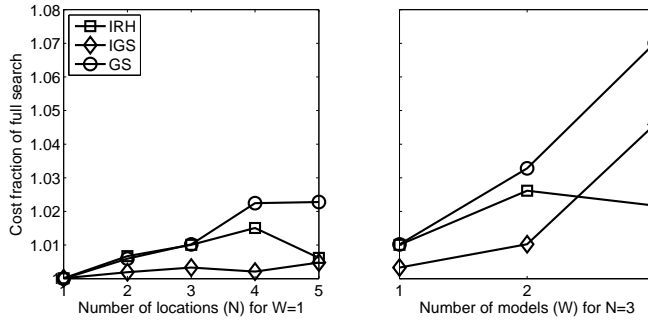 1.08
1.07
1.06
1.05
1.04
1.03
1.02
1.01
Cost fraction of full search
IRH
IGS
GS
1 2 3 4 5
Number of locations (N) for W=1
1 2
Number of models (W) for N=3